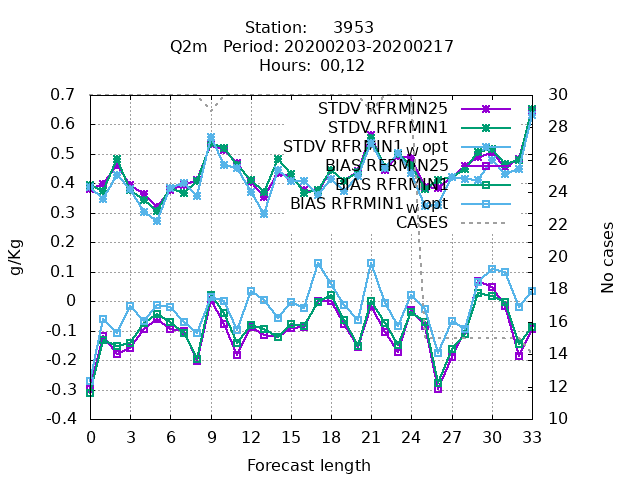 Station: 3953
Q2m Period: 20200203-20200217
Hours: 00,12
0.7
0.6
0.5
0.4
0.3
0.2
0.1
0
-0.1
-0.2
-0.3
-0.4
g/Kg
STDV RFRMIN25
STDV RFRMIN1
STDV RFRMIN1_W opt
BIAS RFRMIN25
BIAS RFRMIN1
BIAS RFRMIN1_W opt
CASES
30
28
26
24
22
20
18
16
14
12
10
No cases
0 3 6 9 12 15 18 21 24 27 30 33
Forecast length